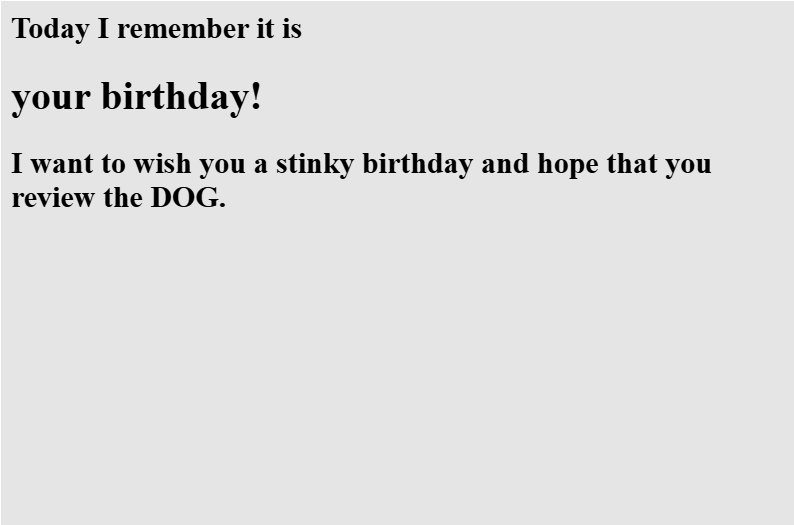 Today I remember it is
your birthday!
I want to wish you a stinky birthday and hope that you
review the DOG.